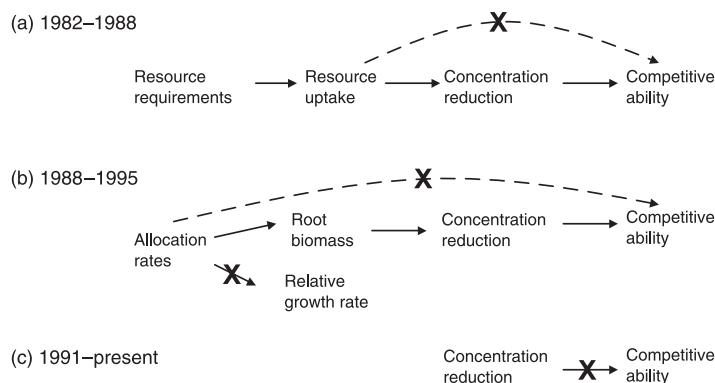 (a) 1982–1988
X
Resource requirements
Resource uptake
Concentration reduction
Competitive ability
(b) 1988–1995
X
Allocation rates
Root biomass
Concentration reduction
Competitive ability
X
Relative growth rate
(c) 1991–present
Concentration reduction
X
Competitive ability